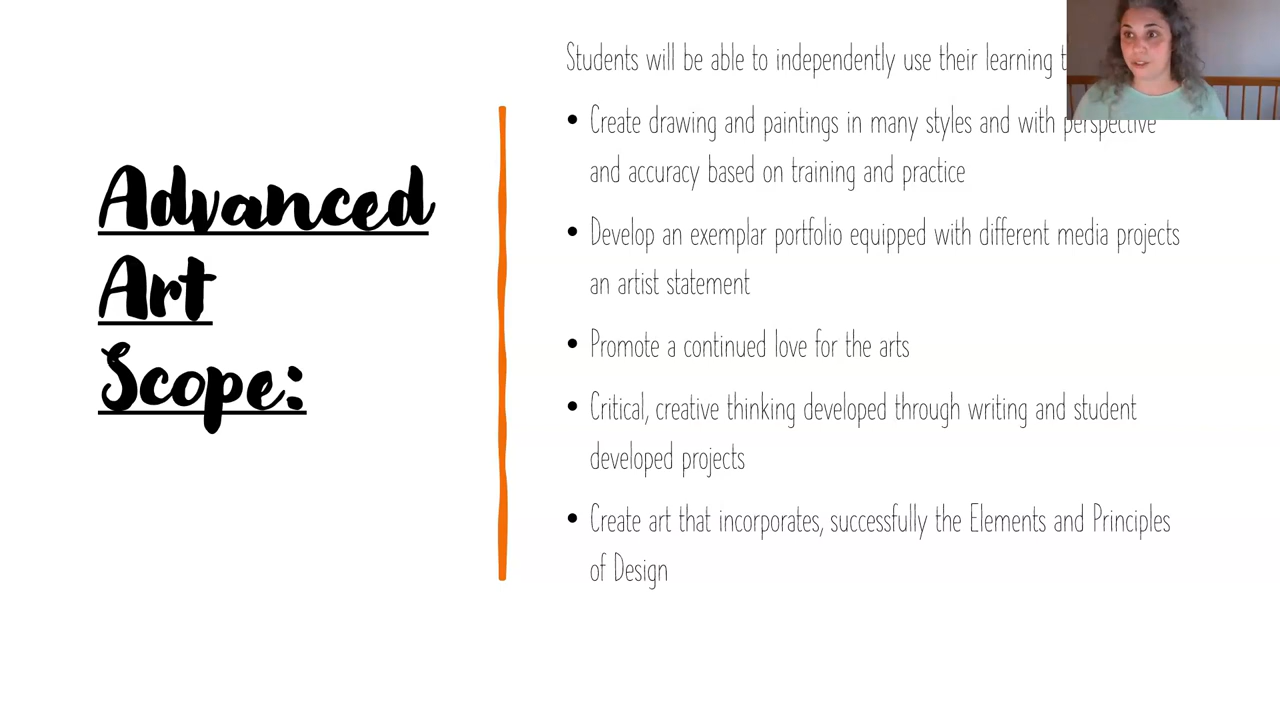 Advanced
Art
Scope:
Students will be able to independently use their learning
• Create drawing and paintings in many styles and with perspective
and accuracy based on training and practice
• Develop an exemplar portfolio equipped with different media projects
an artist statement
• Promote a continued love for the arts
• Critical, creative thinking developed through writing and student
developed projects
• Create art that incorporates, successfully the Elements and Principles
of Design